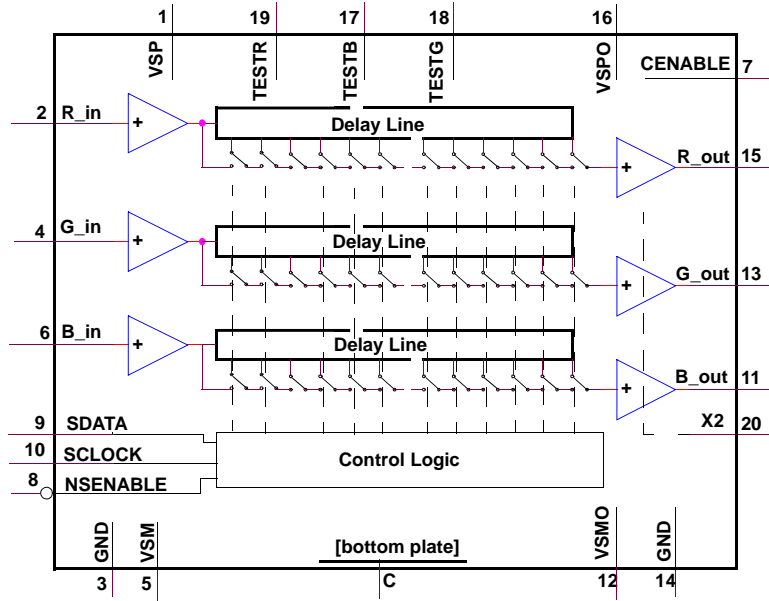 1 19 17 18 16
VSP TESTR TESTB TESTG VSPO
CENABLE 7
2 R_in + Delay Line
+ R_out 15
4 G_in + Delay Line
+ G_out 13
6 B_in + Delay Line
+ B_out 11
9 SDATA
X2 20
10 SCLOCK
Control Logic
8 NSENABLE
GND VSM [bottom plate] VSMO GND
3 5 C 12 14